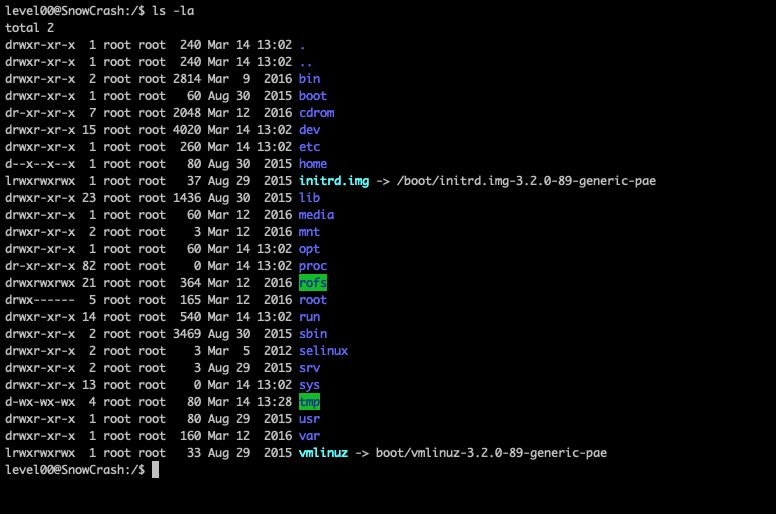 level00@SnowCrash:/$ ls -la
total 2
drwxr-xr-x  1 root root  240 Mar 14 13:02 .
drwxr-xr-x  1 root root  240 Mar 14 13:02 ..
drwxr-xr-x  2 root root 2814 Mar  9  2016 bin
drwxr-xr-x  1 root root   60 Aug 30  2015 boot
dr-xr-xr-x  7 root root 2048 Mar 12  2016 cdrom
drwxr-xr-x 15 root root 4020 Mar 14 13:02 dev
drwxr-xr-x  1 root root  260 Mar 14 13:02 etc
d--x--x--x  1 root root   80 Aug 30  2015 home
lrwxrwxrwx  1 root root   37 Aug 29  2015 initrd.img -> /boot/initrd.img-3.2.0-89-generic-pae
drwxr-xr-x 23 root root 1436 Aug 30  2015 lib
drwxr-xr-x  1 root root   60 Mar 12  2016 media
drwxr-xr-x  2 root root    3 Mar 12  2016 mnt
drwxr-xr-x  1 root root   60 Mar 14 13:02 opt
dr-xr-xr-x 82 root root    0 Mar 14 13:02 proc
drwxrwxrwx 21 root root  364 Mar 12  2016 rofs
drwx------  5 root root  165 Mar 12  2016 root
drwxr-xr-x 14 root root  540 Mar 14 13:02 run
drwxr-xr-x  2 root root 3469 Aug 30  2015 sbin
drwxr-xr-x  2 root root    3 Mar  5  2012 selinux
drwxr-xr-x  2 root root    3 Aug 29  2015 srv
drwxr-xr-x 13 root root    0 Mar 14 13:02 sys
d-wx-wx-wx  4 root root   80 Mar 14 13:28 tmp
drwxr-xr-x  1 root root   80 Aug 29  2015 usr
drwxr-xr-x  1 root root  160 Mar 12  2016 var
lrwxrwxrwx  1 root root   33 Aug 29  2015 vmlinuz -> boot/vmlinuz-3.2.0-89-generic-pae
level00@SnowCrash:/$